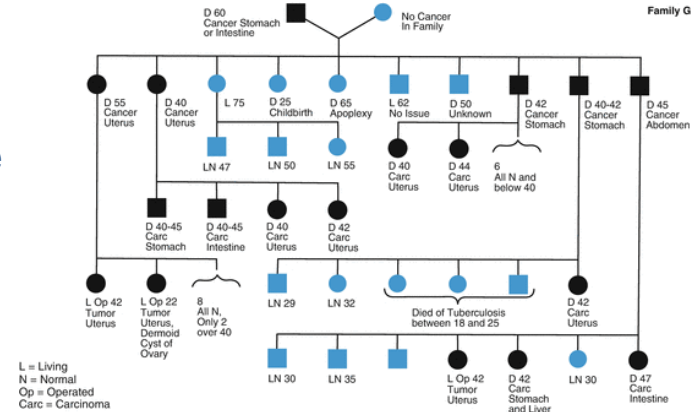 Family G
D 60
Cancer Stomach
or Intestine
No Cancer
In Family
D 55
Cancer
Uterus
D 40
Cancer
Uterus
L 75
D 25
Childbirth
D 65
Apoplexy
L 62
No Issue
D 50
Unknown
D 42
Cancer
Stomach
D 40-42
Cancer
Stomach
D 45
Cancer
Abdomen
LN 47
LN 50
LN 55
D 40
Carc
Uterus
D 44
Carc
Uterus
6
All N and
below 40
D 40-45
Carc
Stomach
D 40-45
Carc
Intestine
D 40
Carc
Uterus
D 42
Carc
Uterus
L Op 42
Tumor
Uterus
L Op 22
Tumor
Uterus,
Dermoid
Cyst of
Ovary
8
All N,
Only 2
over 40
LN 29
LN 32
Died of Tuberculosis
between 18 and 25
D 42
Carc
Uterus
LN 30
LN 35
L Op 42
Tumor
Uterus
D 42
Carc
Stomach
and Liver
LN 30
D 47
Carc
Intestine
L = Living
N = Normal
Op = Operated
Carc = Carcinoma